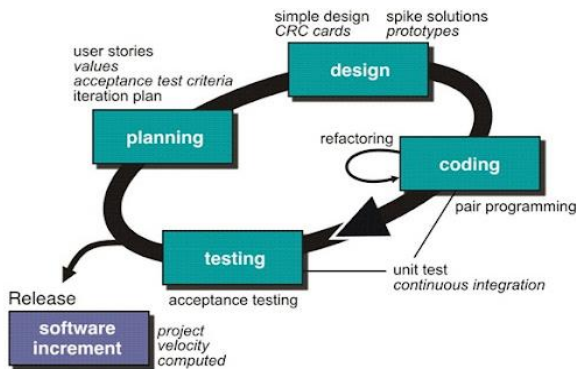 simple design
CRC cards
spike solutions
prototypes
user stories
values
acceptance test criteria
iteration plan
design
planning
refactoring
coding
pair programming
testing
unit test
continuous integration
acceptance testing
Release
software
increment
project
velocity
computed